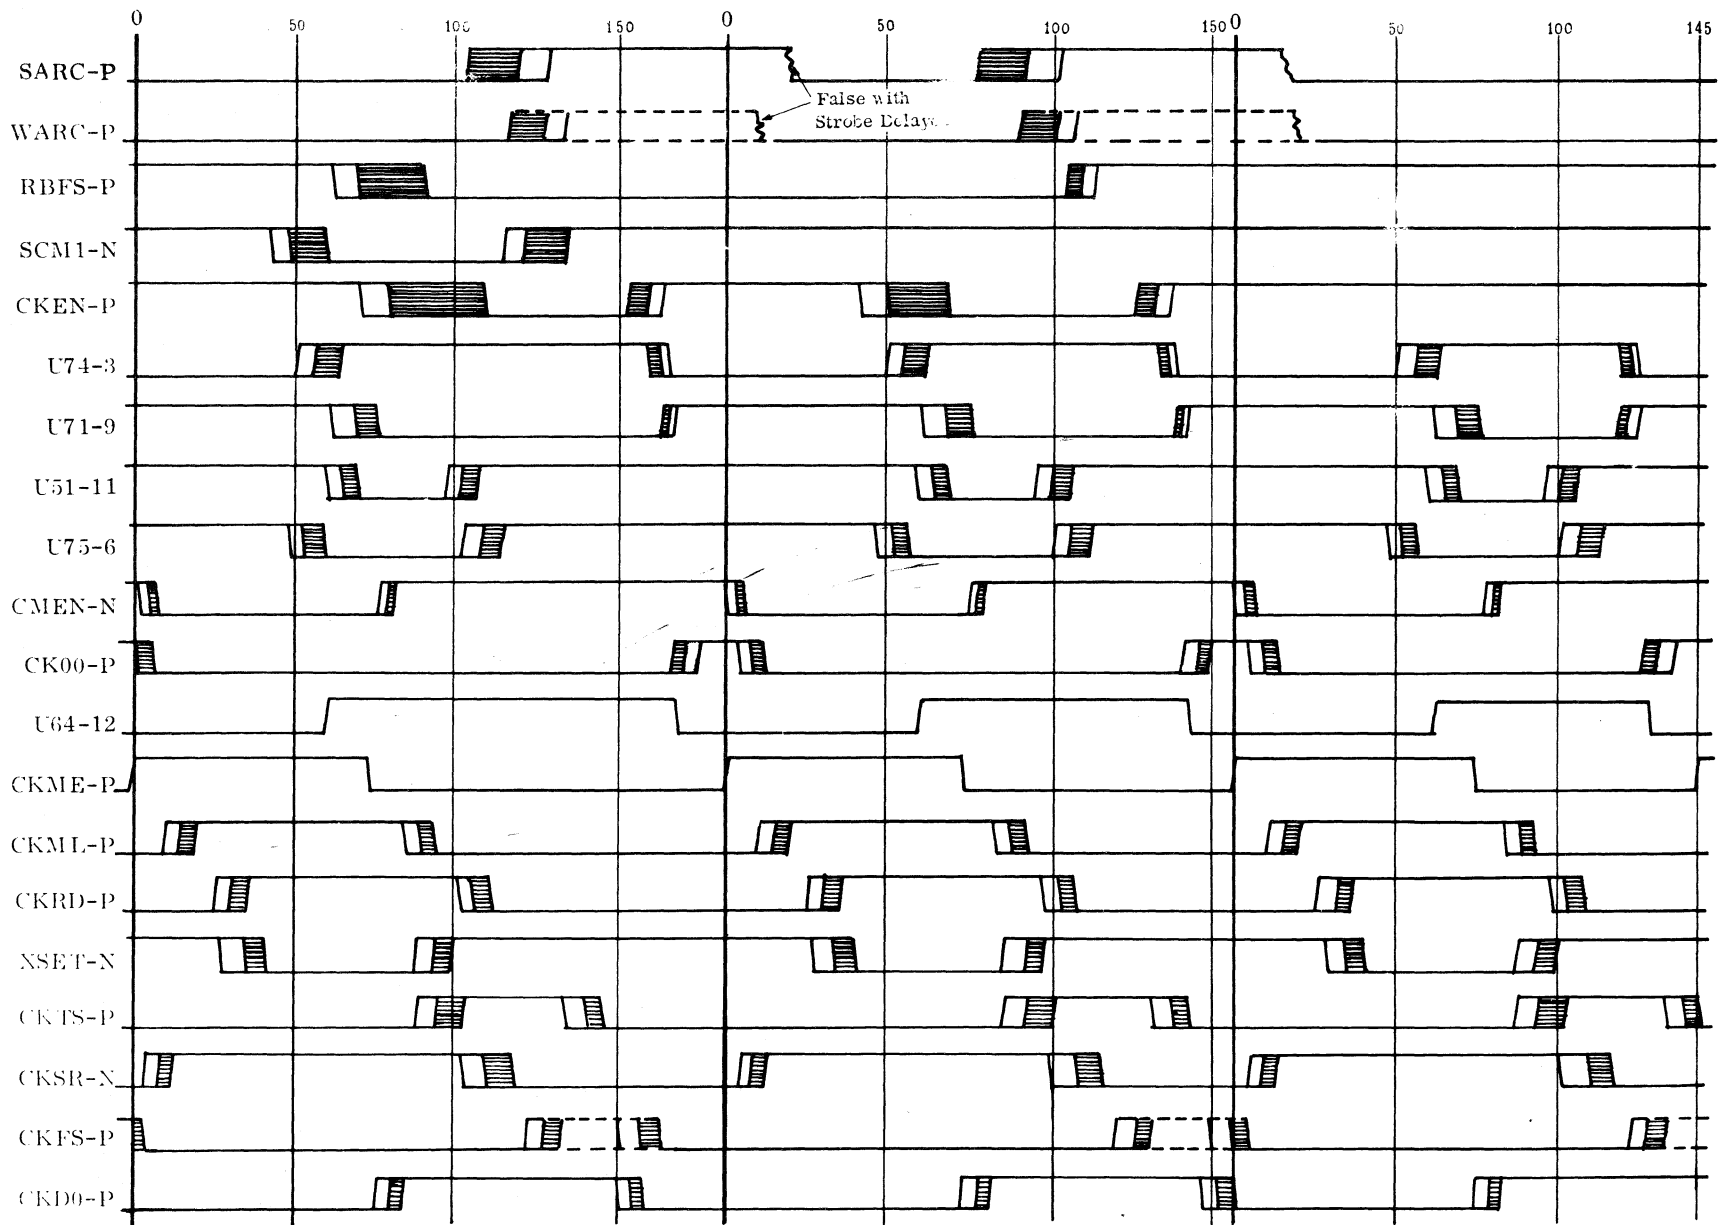 0 50 100 150 0 50 100 150 0 50 100 145
SARC-P
WARC-P
False with
Strobe
RBFS-P
SCM1-N
CKEN-P
U74-3
U71-9
U51-11
U75-6
CMEN-N
CK00-P
U64-12
CKME-P
CKML-P
CKRD-P
XSET-N
CKTS-P
CKSR-N
CKFS-P
CKD0-P